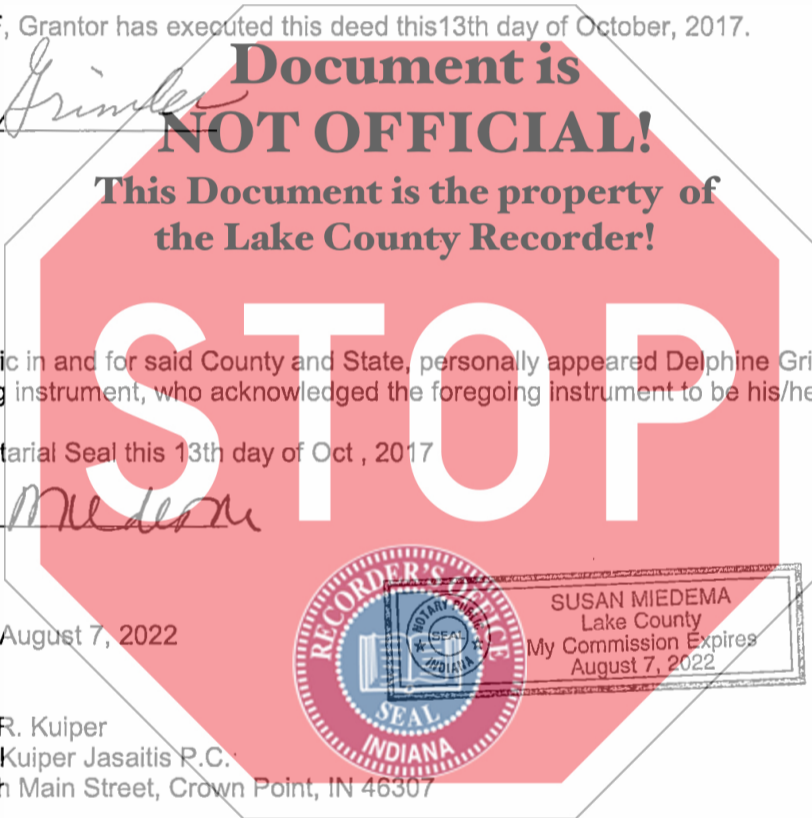 , Grantor has executed this deed this13th day of October, 2017.
Document is
Grimler
NOT OFFICIAL!
This Document is the property of
the Lake County Recorder!
STOP
ic in and for said County and State, personally appeared Delphine Gri
g instrument, who acknowledged the foregoing instrument to be his/he
tarial Seal this 13th day of Oct , 2017
Miedema
RECORDER'S OFFICE
SEAL
INDIANA
NOTARY PUBLIC
SEAL
INDIANA
SUSAN MIEDEMA
Lake County
My Commission Expires
August 7, 2022
August 7, 2022
R. Kuiper
Kuiper Jasaitis P.C.
h Main Street, Crown Point, IN 46307